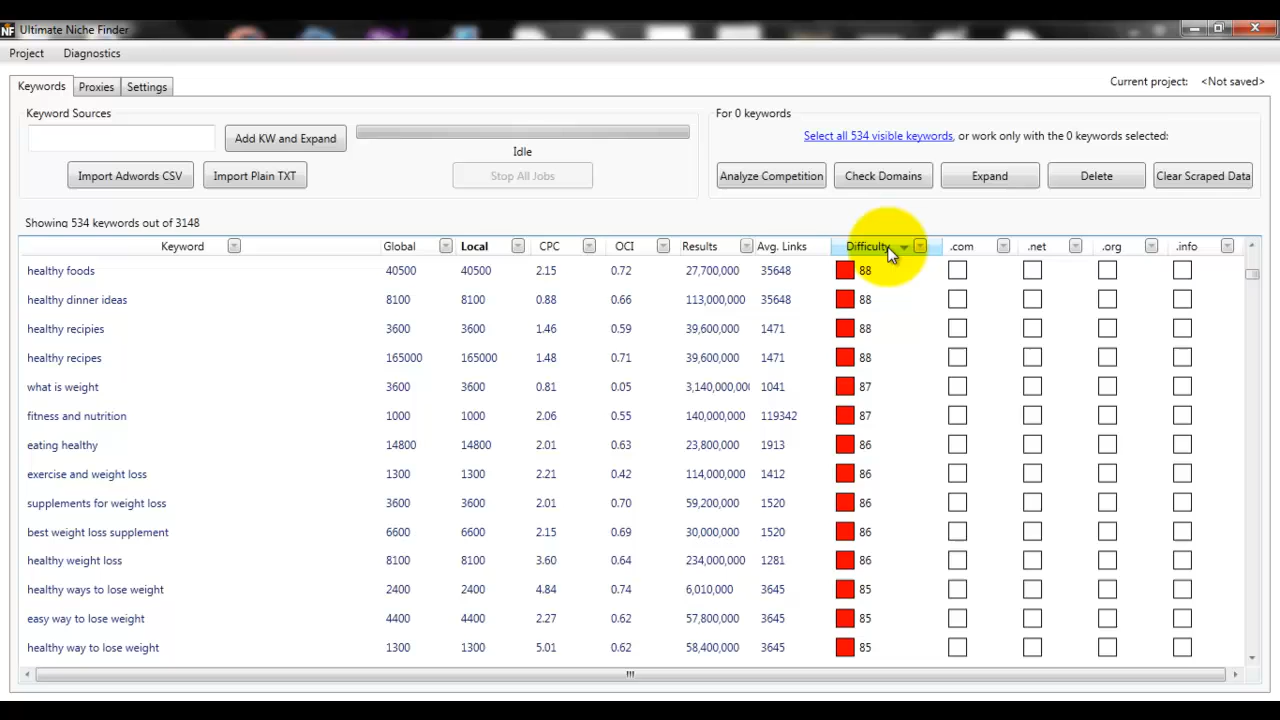 NF Ultimate Niche Finder
Project Diagnostics
Keywords Proxies Settings Current project: <Not saved>
Keyword Sources For 0 keywords
Add KW and Expand Select all 534 visible keywords, or work only with the 0 keywords selected:
Idle
Import Adwords CSV Import Plain TXT Stop All Jobs Analyze Competition Check Domains Expand Delete Clear Scraped Data
Showing 534 keywords out of 3148
Keyword Global Local CPC OCI Results Avg. Links Difficulty .com .net .org .info
healthy foods 40500 40500 2.15 0.72 27,700,000 35648 88
healthy dinner ideas 8100 8100 0.88 0.66 113,000,000 35648 88
healthy recipies 3600 3600 1.46 0.59 39,600,000 1471 88
healthy recipes 165000 165000 1.48 0.71 39,600,000 1471 88
what is weight 3600 3600 0.81 0.05 3,140,000,000 1041 87
fitness and nutrition 1000 1000 2.06 0.55 140,000,000 119342 87
eating healthy 14800 14800 2.01 0.63 23,800,000 1913 86
exercise and weight loss 1300 1300 2.21 0.42 114,000,000 1412 86
supplements for weight loss 3600 3600 2.01 0.70 59,200,000 1520 86
best weight loss supplement 6600 6600 2.15 0.69 30,000,000 1520 86
healthy weight loss 8100 8100 3.60 0.64 234,000,000 1281 86
healthy ways to lose weight 2400 2400 4.84 0.74 6,010,000 3645 85
easy way to lose weight 4400 4400 2.27 0.62 57,800,000 3645 85
healthy way to lose weight 1300 1300 5.01 0.62 58,400,000 3645 85